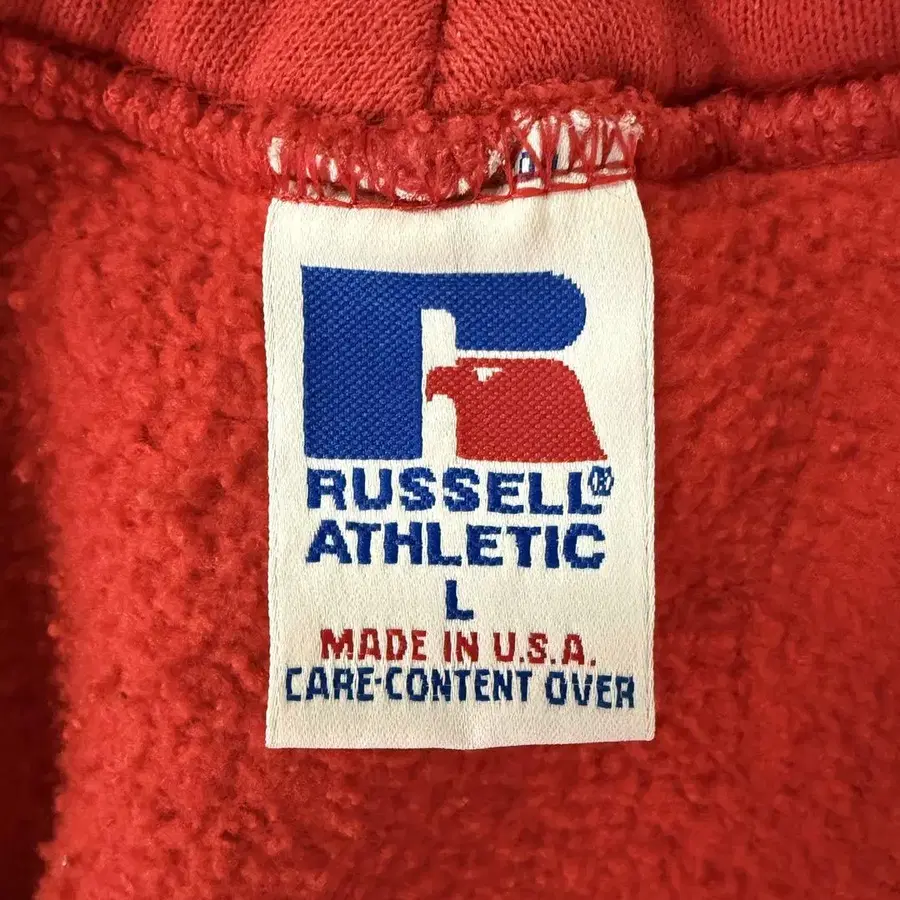 R
RUSSELL®
ATHLETIC
L
MADE IN U.S.A.
CARE-CONTENT OVER